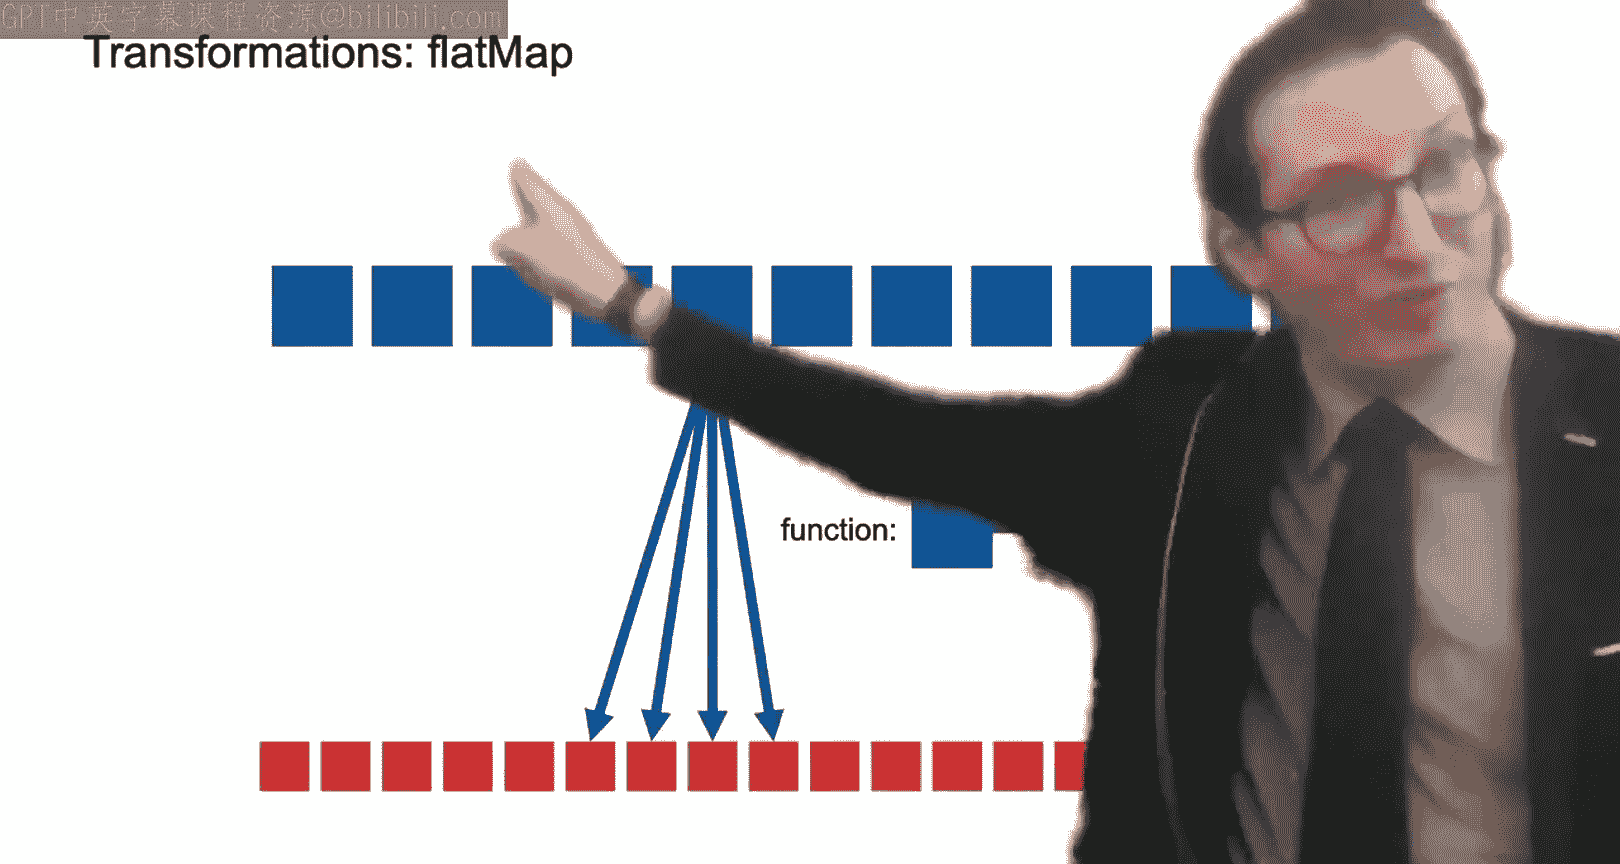 GPT中英字幕课程资源@bilibili.com
Transformations: flatMap
function: